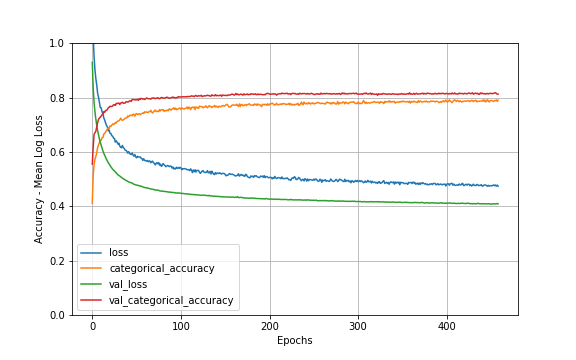 1.0
0.8
0.6
0.4
0.2
0.0
Accuracy - Mean Log Loss
loss
categorical_accuracy
val_loss
val_categorical_accuracy
0 100 200 300 400
Epochs